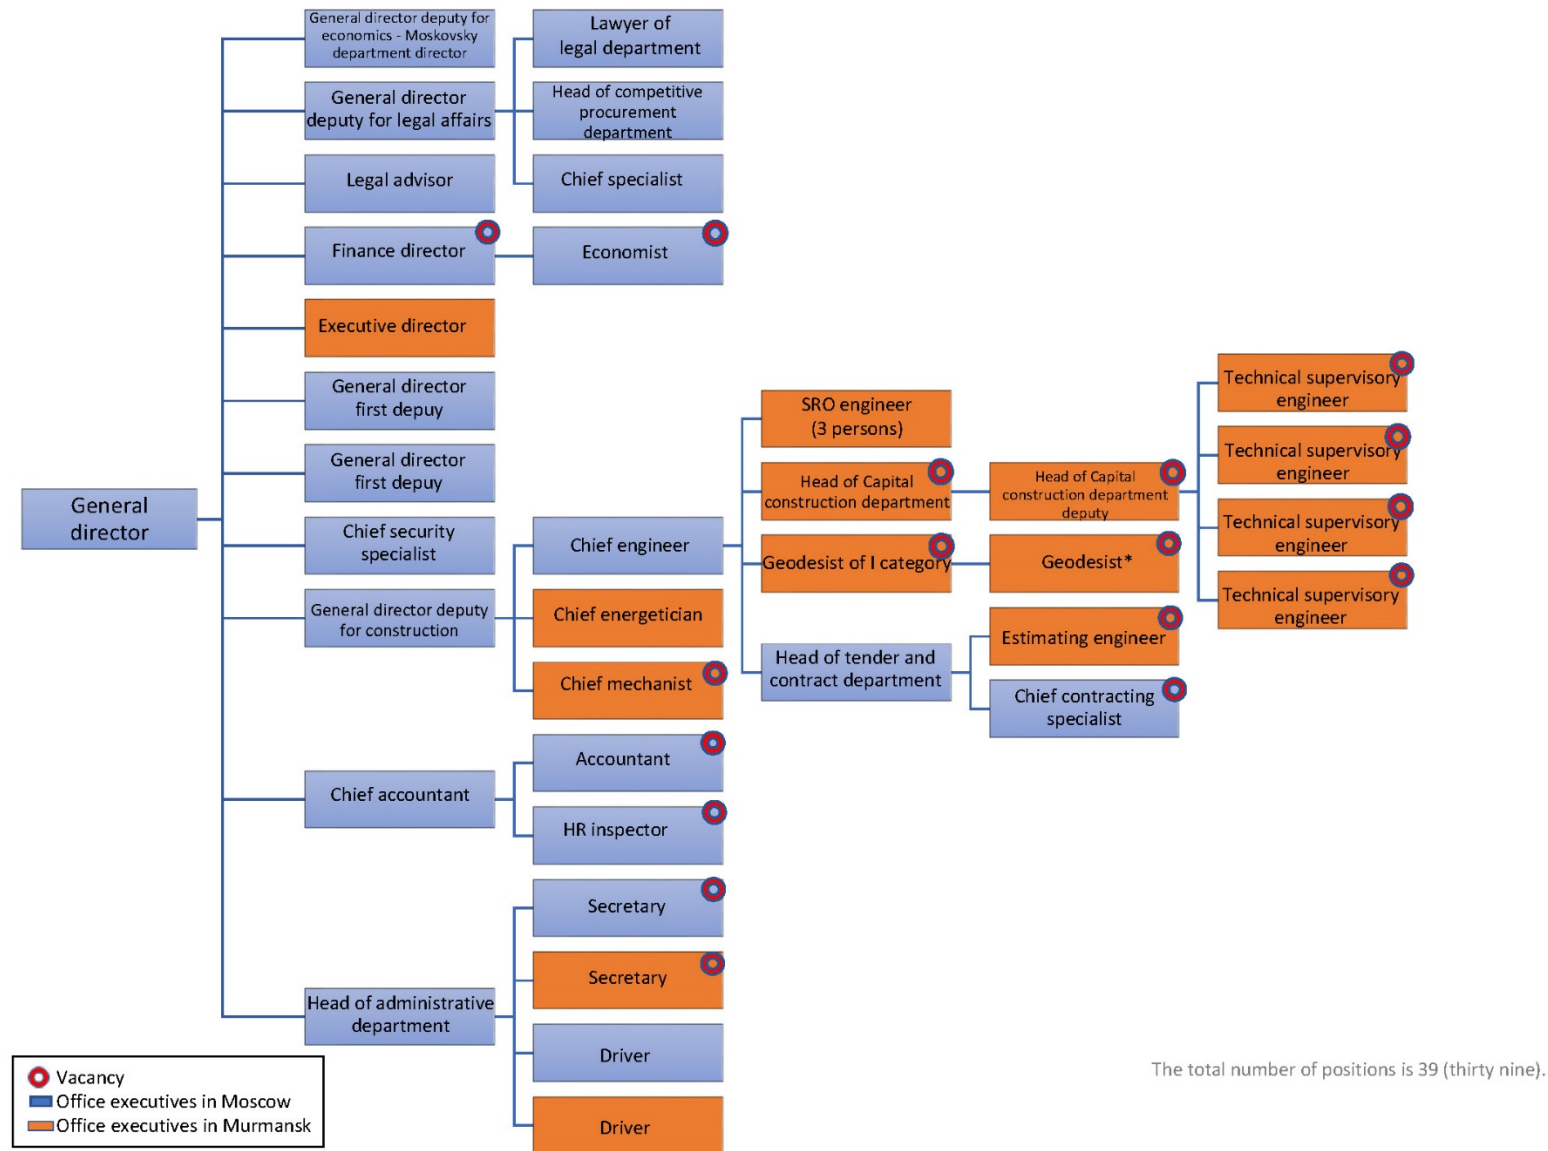 General director deputy for
economics - Moskovsky
department director
Lawyer of
legal department
General director
deputy for legal affairs
Head of competitive
procurement
department
Legal advisor
Chief specialist
Finance director
Economist
Executive director
General director
first depuy
General director
first depuy
General
director
Chief security
specialist
General director deputy
for construction
Chief engineer
Chief energetician
Chief mechanist
SRO engineer
(3 persons)
Head of Capital
construction department
Head of Capital
construction department
deputy
Geodesist of I category
Geodesist*
Head of tender and
contract department
Estimating engineer
Chief contracting
specialist
Technical supervisory
engineer
Technical supervisory
engineer
Technical supervisory
engineer
Technical supervisory
engineer
Chief accountant
Accountant
HR inspector
Head of administrative
department
Secretary
Secretary
Driver
Driver
Vacancy
Office executives in Moscow
Office executives in Murmansk
The total number of positions is 39 (thirty nine).